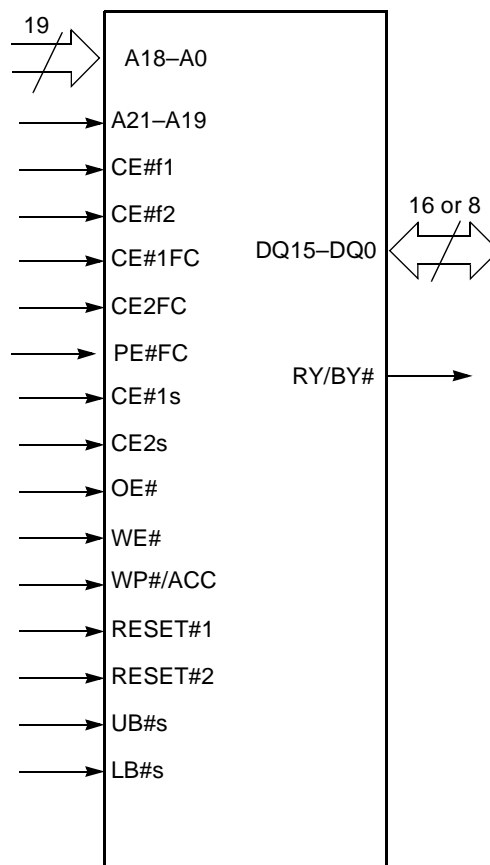 19
A18–A0
A21–A19
CE#f1
CE#f2
16 or 8
CE#1FC
DQ15–DQ0
CE2FC
PE#FC
RY/BY#
CE#1s
CE2s
OE#
WE#
WP#/ACC
RESET#1
RESET#2
UB#s
LB#s